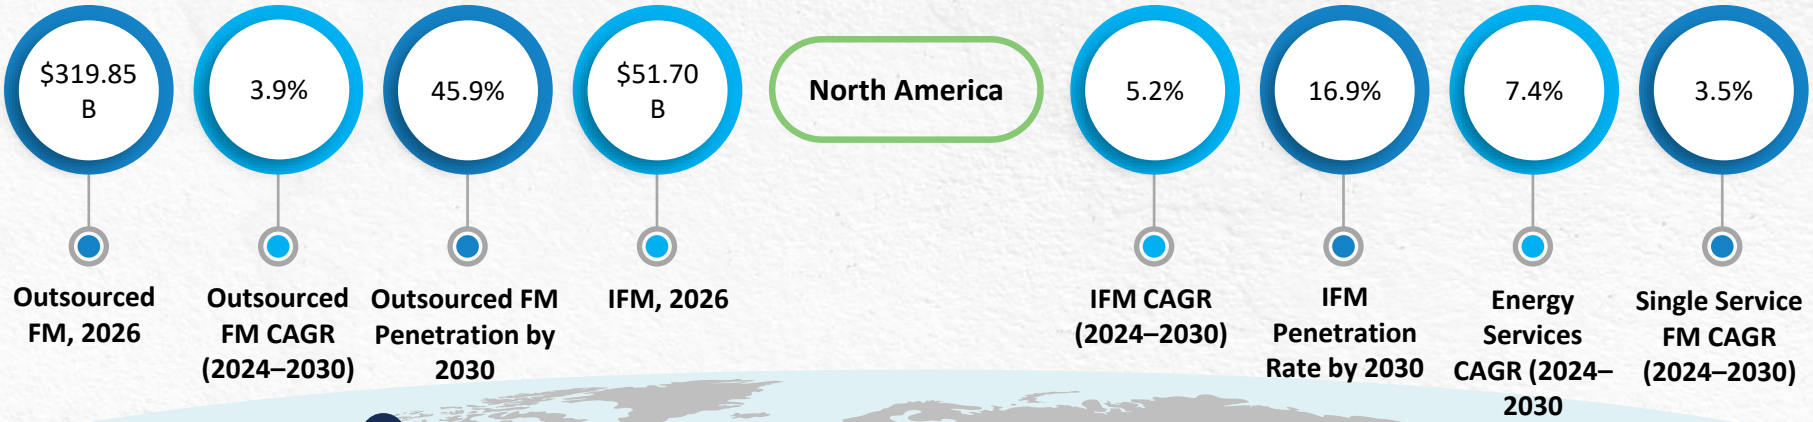 $319.85
B
3.9%
45.9%
$51.70
B
North America
5.2%
16.9%
7.4%
3.5%
Outsourced
FM, 2026
Outsourced
FM CAGR
(2024–2030)
Outsourced FM
Penetration by
2030
IFM, 2026
IFM CAGR
(2024–2030)
IFM
Penetration
Rate by 2030
Energy
Services
CAGR (2024–
2030
Single Service
FM CAGR
(2024–2030)